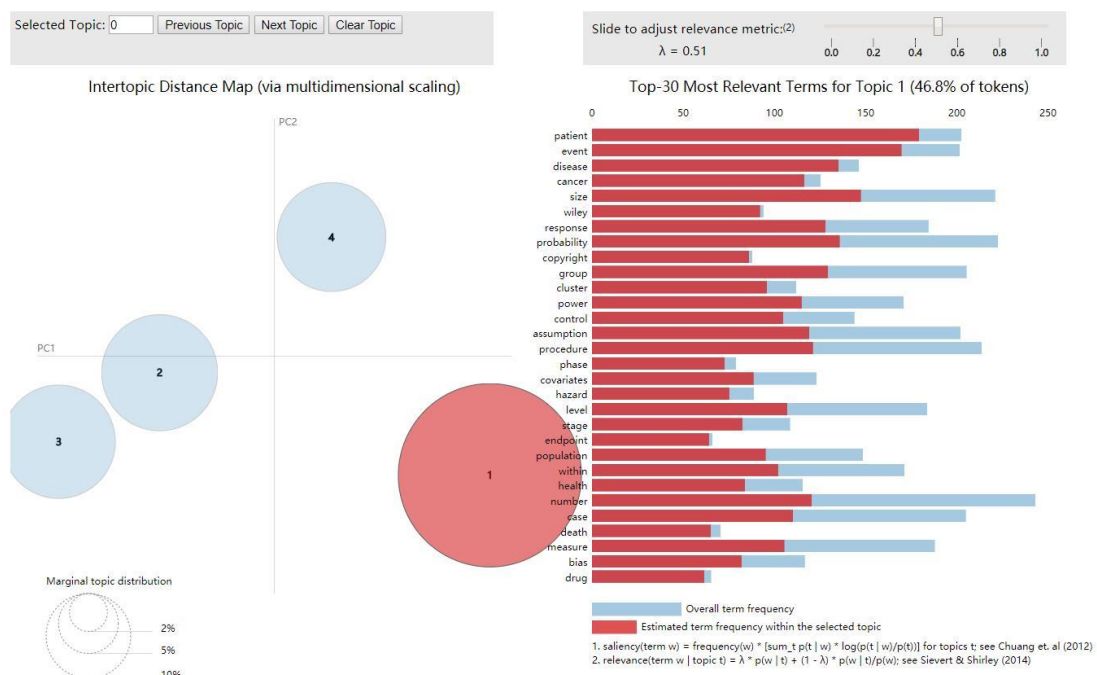 Selected Topic: 0 Previous Topic Next Topic Clear Topic
Slide to adjust relevance metric:(2)
λ = 0.51
0.0 0.2 0.4 0.6 0.8 1.0
Intertopic Distance Map (via multidimensional scaling)
PC2
PC1
4
2
3
1
Marginal topic distribution
2%
5%
10%
Top-30 Most Relevant Terms for Topic 1 (46.8% of tokens)
0 50 100 150 200 250
patient
event
disease
cancer
size
wiley
response
probability
copyright
group
cluster
power
control
assumption
procedure
phase
covariates
hazard
level
stage
endpoint
population
within
health
number
case
death
measure
bias
drug
Overall term frequency
Estimated term frequency within the selected topic
1. saliency(term w) = frequency(w) * [sum_t p(t | w) * log(p(t | w)/p(t))] for topics t; see Chuang et. al (2012)
2. relevance(term w | topic t) = λ * p(w | t) + (1 - λ) * p(w | t)/p(w); see Sievert & Shirley (2014)